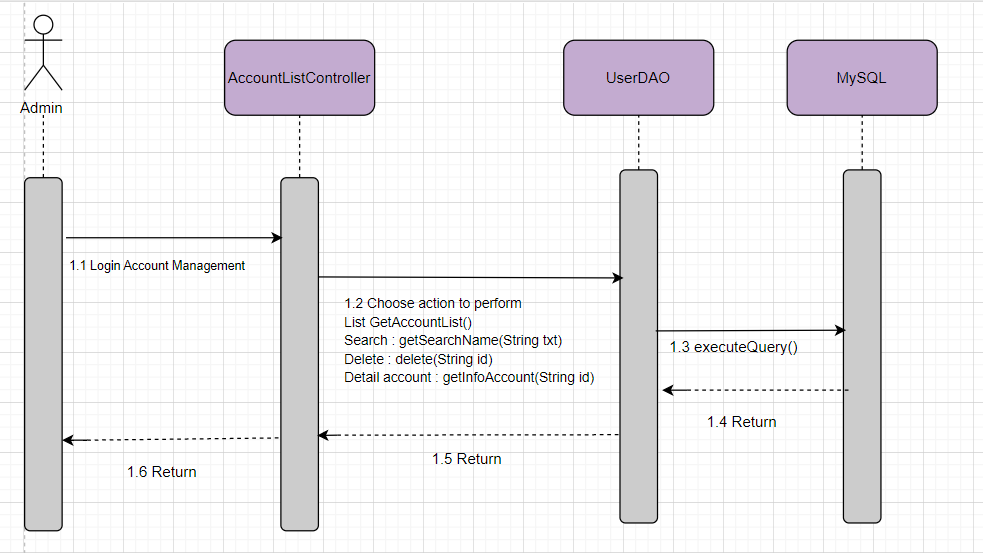 Admin
AccountListController
UserDAO
MySQL
1.1 Login Account Management
1.2 Choose action to perform
List GetAccountList()
Search : getSearchName(String txt)
Delete : delete(String id)
Detail account : getInfoAccount(String id)
1.3 executeQuery()
1.4 Return
1.5 Return
1.6 Return